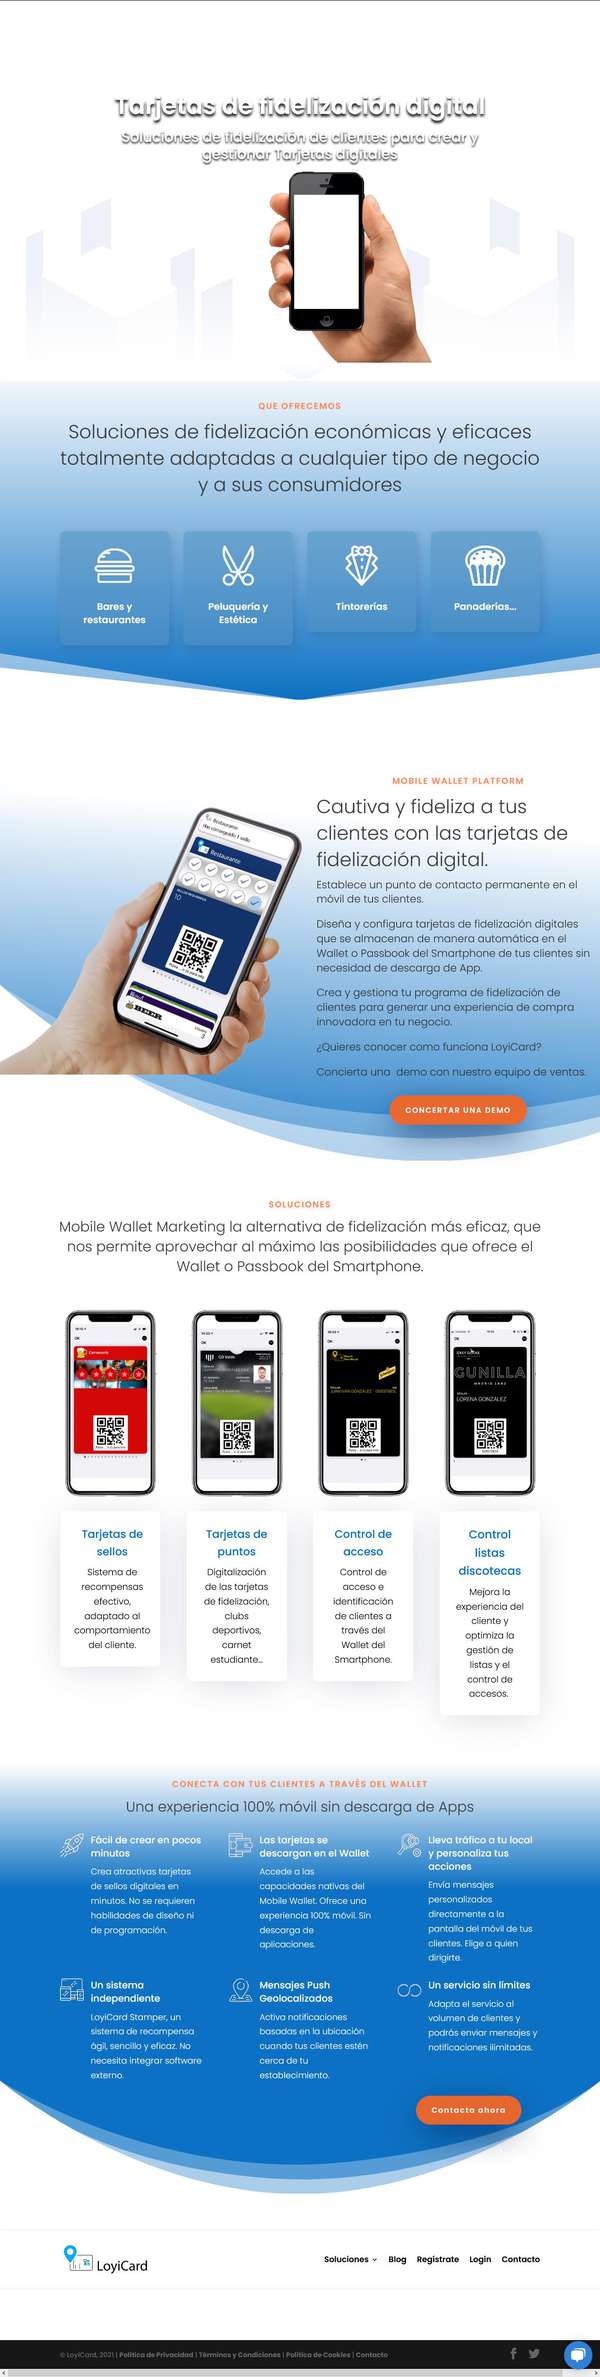 Tarjetas de fidelización digital
Soluciones de fidelización de clientes para crear y
gestionar Tarjetas digitales
QUE OFRECEMOS
Soluciones de fidelización económicas y eficaces
totalmente adaptadas a cualquier tipo de negocio
y a sus consumidores
Bares y
restaurantes
Peluquería y
Estética
Tintorerías
Panaderías...
MOBILE WALLET PLATFORM
Cautiva y fideliza a tus
clientes con las tarjetas de
fidelización digital.
Establece un punto de contacto permanente en el
móvil de tus clientes.
Diseña y configura tarjetas de fidelización digitales
que se almacenan de manera automática en el
Wallet o Passbook del Smartphone de tus clientes sin
necesidad de descarga de App.
Crea y gestiona tu programa de fidelización de
clientes para generar una experiencia de compra
innovadora en tu negocio.
¿Quieres conocer como funciona LoyiCard?
Concierta una demo con nuestro equipo de ventas.
CONCERTAR UNA DEMO
Restaurante
Has conseguido 1 sello
Restaurante
10
3
SOLUCIONES
Mobile Wallet Marketing la alternativa de fidelización más eficaz, que
nos permite aprovechar al máximo las posibilidades que ofrece el
Wallet o Passbook del Smartphone.
OK
OK
OK
OK
20/21
GUNILLA
LORENA GONZÁLEZ
Tarjetas de
sellos
Sistema de
recompensas
efectivo,
adaptado al
comportamiento
del cliente.
Tarjetas de
puntos
Digitalización
de las tarjetas
de fidelización,
clubs
deportivos,
carnet
estudiante...
Control de
acceso
Control de
acceso e
identificación
de clientes a
través del
Wallet del
Smartphone.
Control
listas
discotecas
Mejora la
experiencia del
cliente y
optimiza la
gestión de
listas y el
control de
accesos.
CONECTA CON TUS CLIENTES A TRAVÉS DEL WALLET
Una experiencia 100% móvil sin descarga de Apps
Fácil de crear en pocos
minutos
Crea atractivas tarjetas
de sellos digitales en
minutos. No se requieren
habilidades de diseño ni
de programación.
Las tarjetas se
descargan en el Wallet
Accede a las
capacidades nativas del
Mobile Wallet. Ofrece una
experiencia 100% móvil. Sin
descarga de
aplicaciones.
Lleva tráfico a tu local
y personaliza tus
acciones
Envía mensajes
personalizados
directamente a la
pantalla del móvil de tus
clientes. Elige a quien
dirigirte.
Un sistema
independiente
LoyiCard Stamper, un
sistema de recompensa
ágil, sencillo y eficaz. No
necesita integrar software
externo.
Mensajes Push
Geolocalizados
Activa notificaciones
basadas en la ubicación
cuando tus clientes estén
cerca de tu
establecimiento.
Un servicio sin límites
Adapta el servicio al
volumen de clientes y
podrás enviar mensajes y
notificaciones ilimitadas.
Contacta ahora
LoyiCard
Soluciones
Blog
Regístrate
Login
Contacto
© LoyiCard, 2021 | Política de Privacidad | Términos y Condiciones | Política de Cookies | Contacto